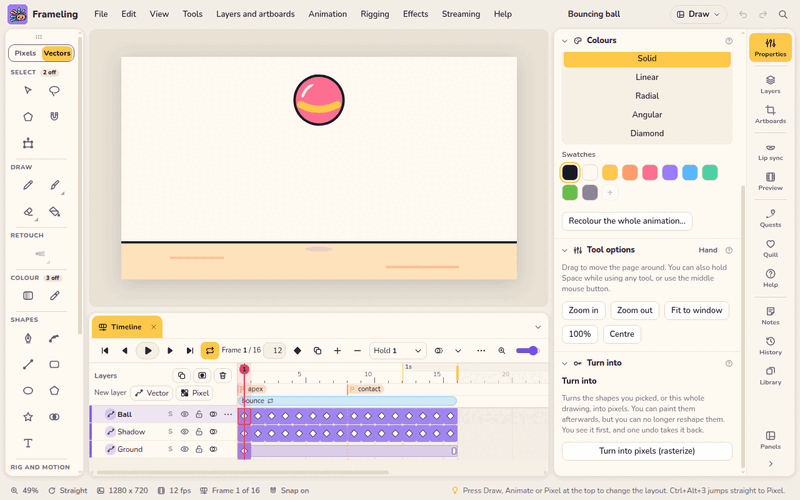 Frameling
File Edit View Tools Layers and artboards Animation Rigging Effects Streaming Help
Bouncing ball
Draw
Pixels Vectors
SELECT 2 off
DRAW
RETOUCH
COLOUR 3 off
SHAPES
RIG AND MOTION
Timeline
Frame 1 / 16 12 Hold 1
Layers
New layer Vector Pixel
1 5 10 15 20
1s
apex contact
bounce
Ball S
Shadow S
Ground S
Colours
Solid
Linear
Radial
Angular
Diamond
Swatches
Recolour the whole animation...
Tool options Hand
Drag to move the page around. You can also hold
Space while using any tool, or use the middle
mouse button.
Zoom in Zoom out Fit to window
100% Centre
Turn into
Turn into
Turns the shapes you picked, or this whole
drawing, into pixels. You can paint them
afterwards, but you can no longer reshape them.
You see it first, and one undo takes it back.
Turn into pixels (rasterize)
Properties
Layers
Artboards
Lip sync
Preview
Quests
Quill
Help
Notes
History
Library
Panels
49% Straight 1280 x 720 12 fps Frame 1 of 16 Snap on
Press Draw, Animate or Pixel at the top to change the layout. Ctrl+Alt+3 jumps straight to Pixel.